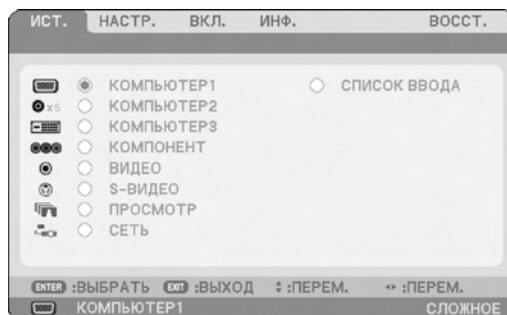 ИСТ. НАСТР. ВКЛ. ИНФ. ВОССТ.
КОМПЬЮТЕР1 СПИСОК ВВОДА
x5 КОМПЬЮТЕР2
КОМПЬЮТЕР3
КОМПОНЕНТ
ВИДЕО
S-ВИДЕО
ПРОСМОТР
СЕТЬ
ENTER :ВЫБРАТЬ EXIT :ВЫХОД :ПЕРЕМ. :ПЕРЕМ.
КОМПЬЮТЕР1 СЛОЖНОЕ